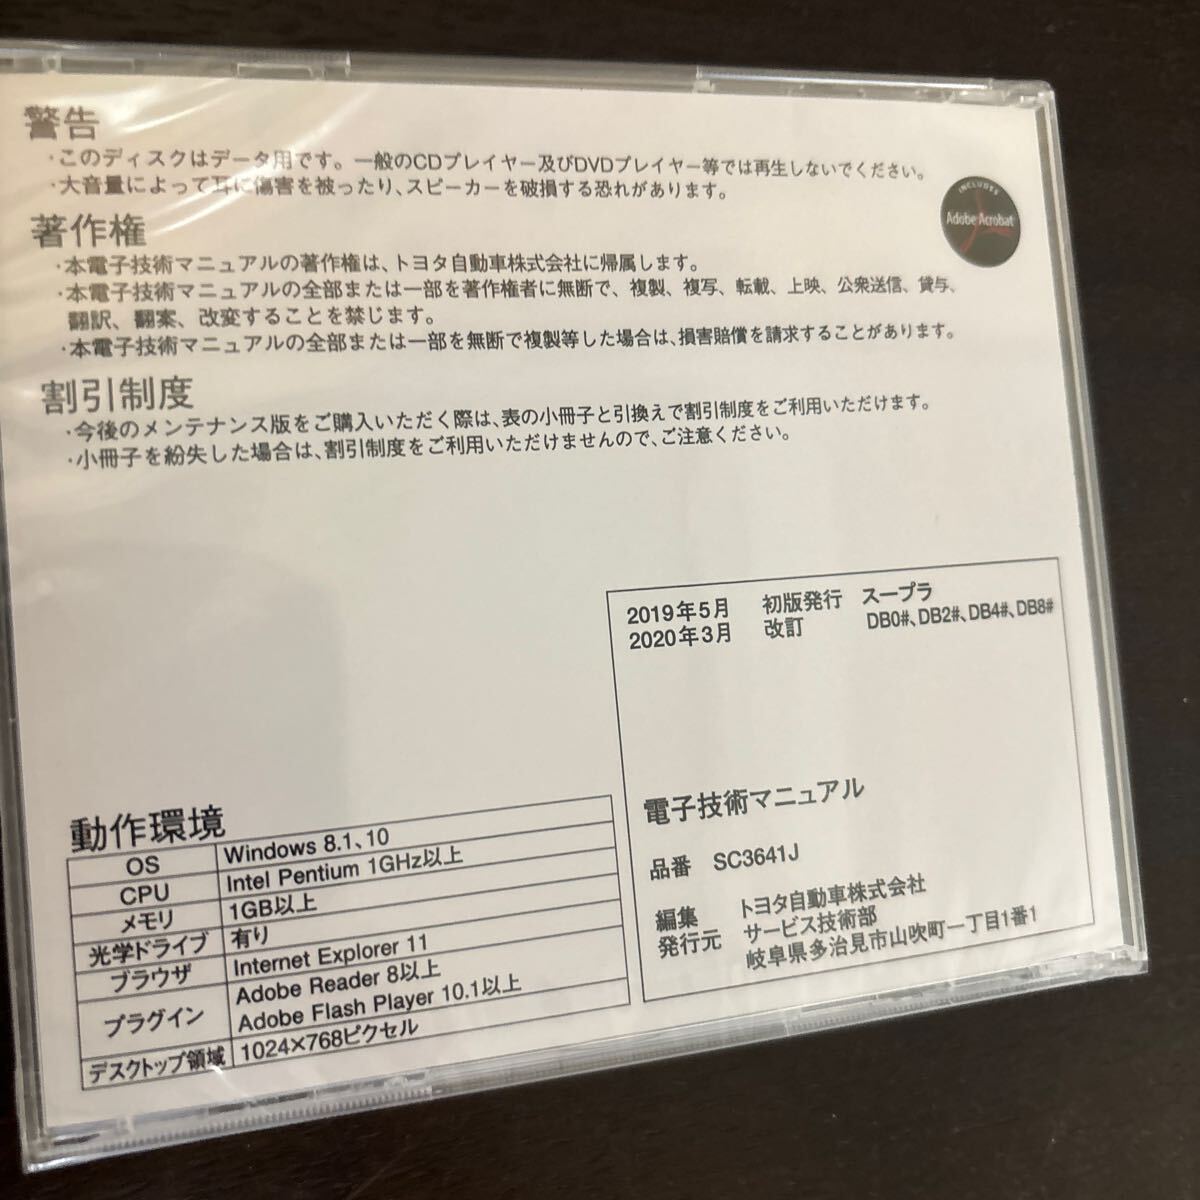 警告
・このディスクはデータ用です。一般のCDプレイヤー及びDVDプレイヤー等では再生しないでください。
・大音量によって耳に傷害を被ったり、スピーカーを破損する恐れがあります。
INCLUDES
Adobe Acrobat
著作権
・本電子技術マニュアルの著作権は、トヨタ自動車株式会社に帰属します。
・本電子技術マニュアルの全部または一部を著作権者に無断で、複製、複写、転載、上映、公衆送信、貸与、
翻訳、翻案、改変することを禁じます。
・本電子技術マニュアルの全部または一部を無断で複製等した場合は、損害賠償を請求することがあります。
割引制度
・今後のメンテナンス版をご購入いただく際は、表の小冊子と引換えで割引制度をご利用いただけます。
・小冊子を紛失した場合は、割引制度をご利用いただけませんので、ご注意ください。
2019年5月 初版発行 スープラ
2020年3月 改訂 DB0#、DB2#、DB4#、DB8#
電子技術マニュアル
品番 SC3641J
編集 トヨタ自動車株式会社
発行元 サービス技術部
岐阜県多治見市山吹町一丁目1番1
動作環境
OS Windows 8.1、10
CPU Intel Pentium 1GHz以上
メモリ 1GB以上
光学ドライブ 有り
ブラウザ Internet Explorer 11
プラグイン Adobe Reader 8以上
Adobe Flash Player 10.1以上
デスクトップ領域 1024×768ピクセル